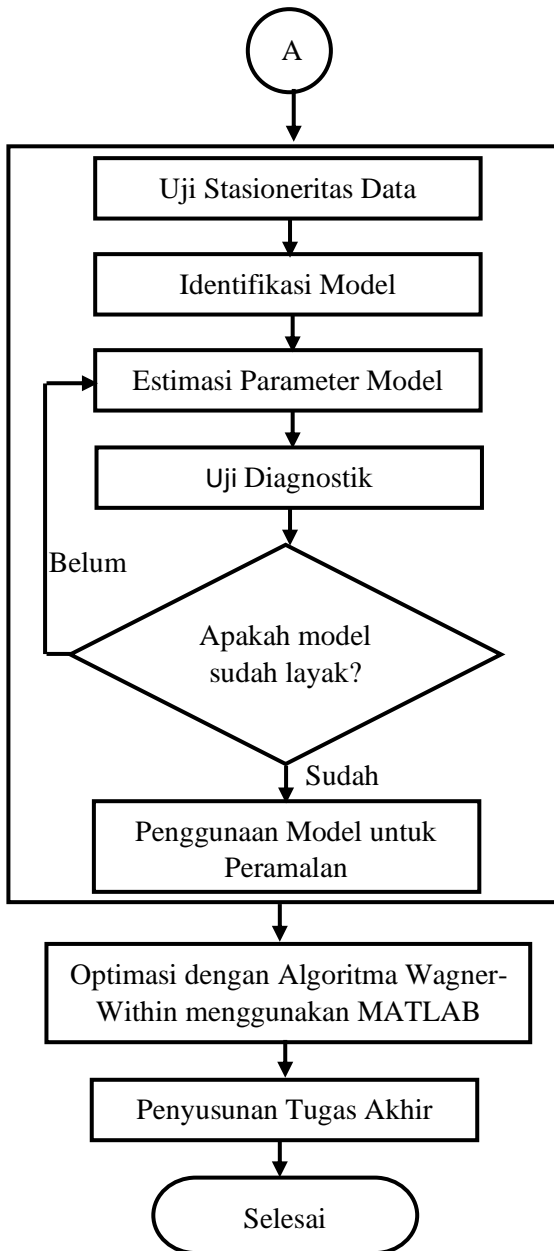 A
Uji Stasioneritas Data
Identifikasi Model
Estimasi Parameter Model
Uji Diagnostik
Belum
Apakah model
sudah layak?
Sudah
Penggunaan Model untuk
Peramalan
Optimasi dengan Algoritma Wagner-
Within menggunakan MATLAB
Penyusunan Tugas Akhir
Selesai